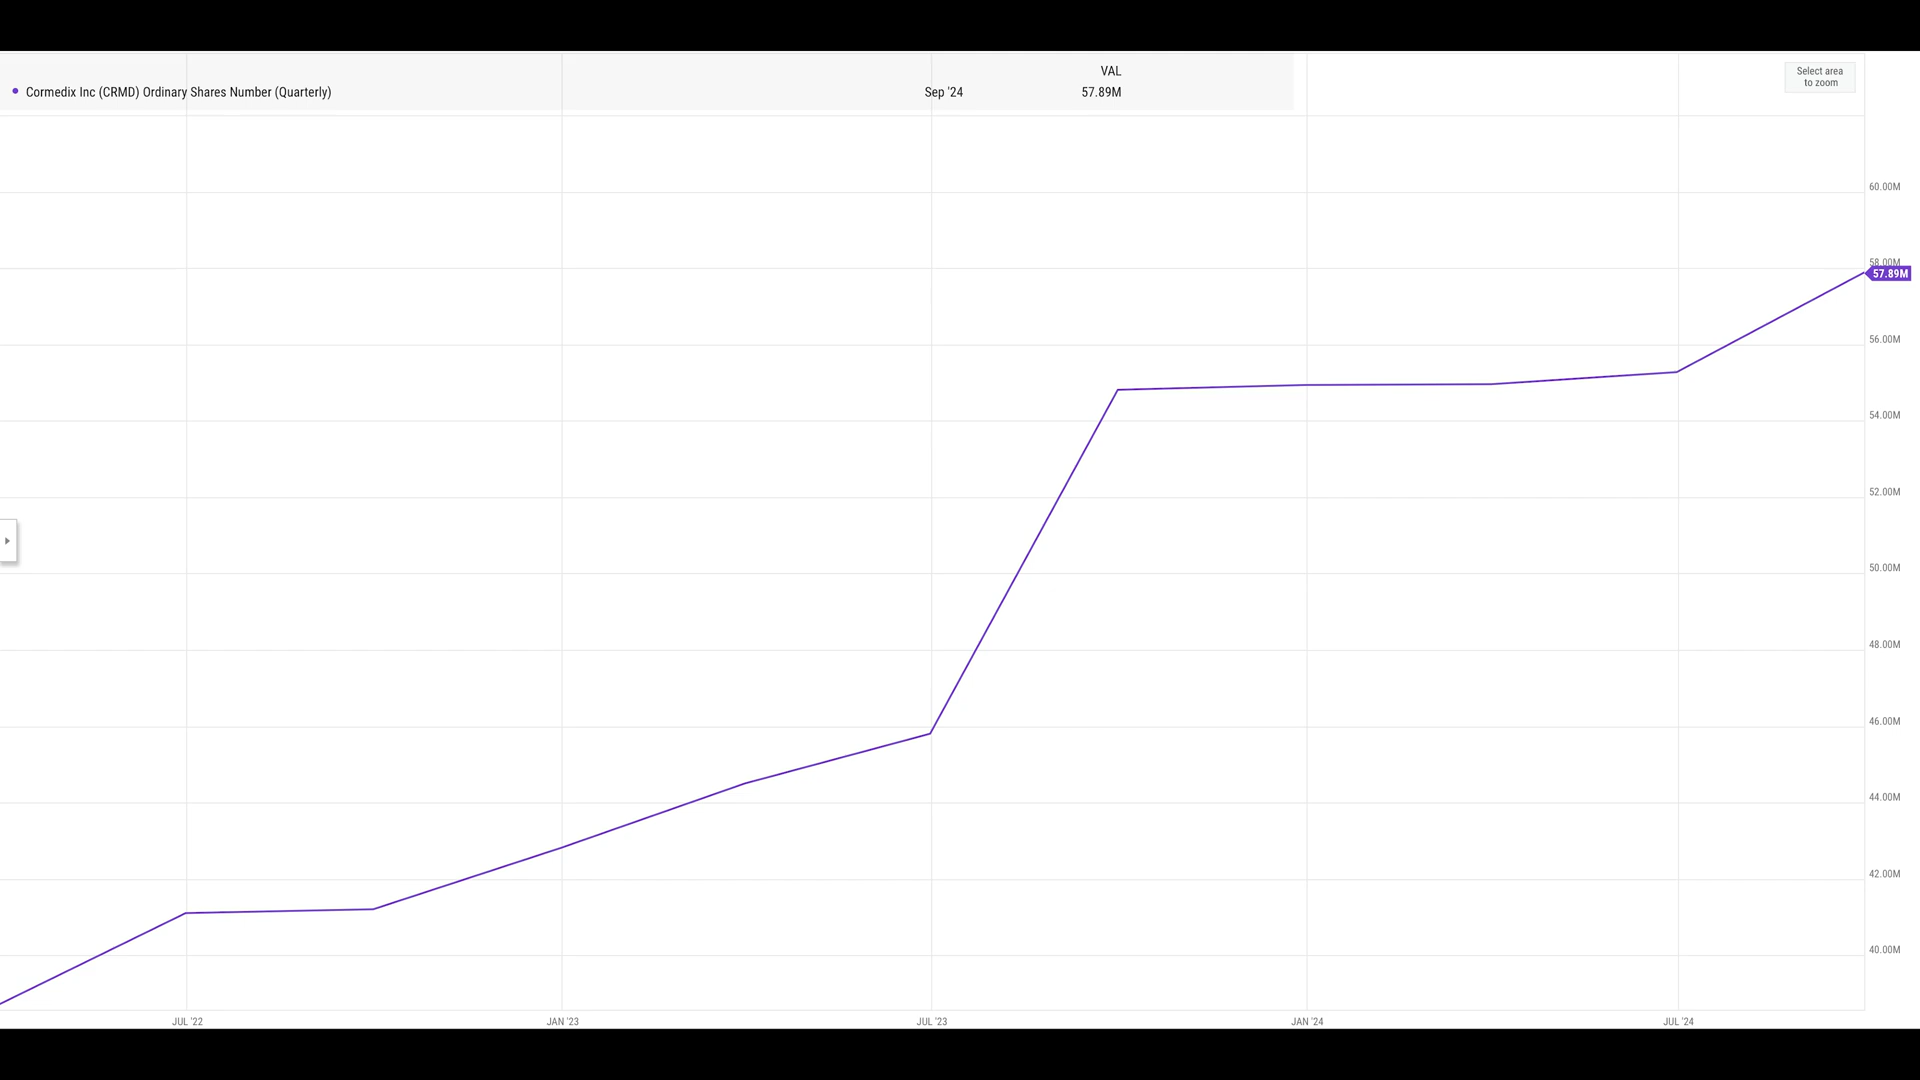 VAL
Cormedix Inc (CRMD) Ordinary Shares Number (Quarterly) Sep '24 57.89M
Select area
to zoom
60.00M
58.00M
57.89M
56.00M
54.00M
52.00M
50.00M
48.00M
46.00M
44.00M
42.00M
40.00M
JUL '22 JAN '23 JUL '23 JAN '24 JUL '24